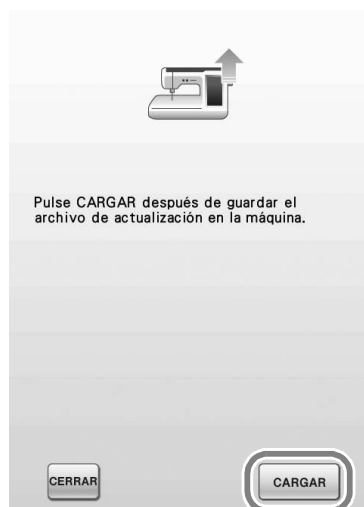 Pulse CARGAR después de guardar el
archivo de actualización en la máquina.
CERRAR
CARGAR